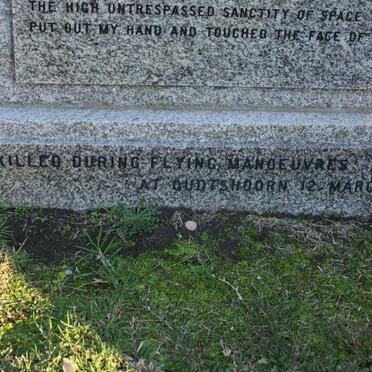 THE HIGH UNTRESPASSED SANCTITY OF SPACE
PUT OUT MY HAND AND TOUCHED THE FACE OF
KILLED DURING FLYING MANOEUVRES
AT OUDTSHOORN 12 MARC